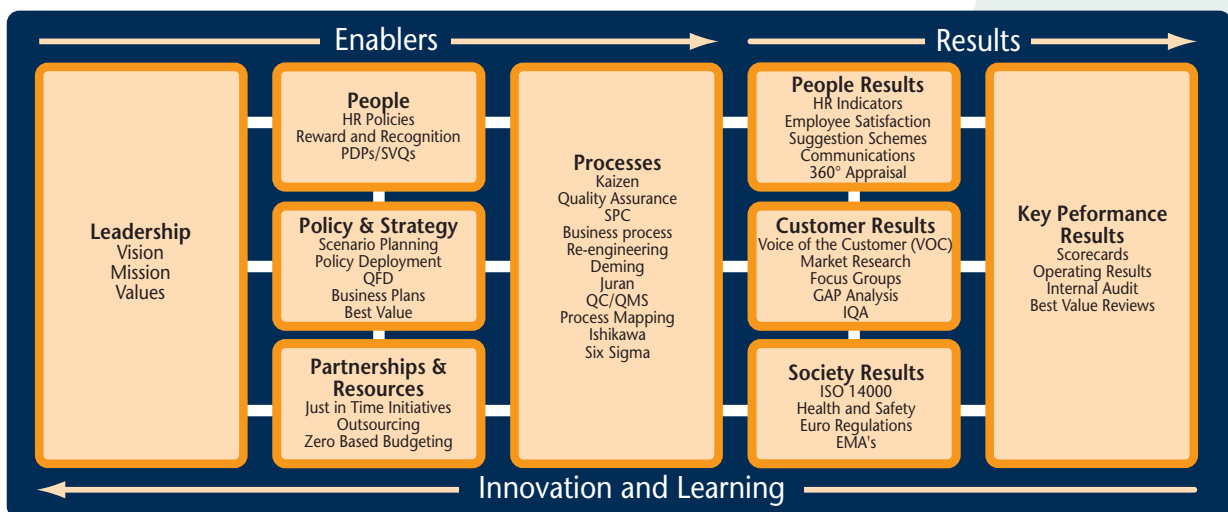 Enablers
Results
Leadership
Vision
Mission
Values
People
HR Policies
Reward and Recognition
PDPs/SVQs
Policy & Strategy
Scenario Planning
Policy Deployment
QFD
Business Plans
Best Value
Partnerships &
Resources
Just in Time Initiatives
Outsourcing
Zero Based Budgeting
Processes
Kaizen
Quality Assurance
SPC
Business process
Re-engineering
Deming
Juran
QC/QMS
Process Mapping
Ishikawa
Six Sigma
People Results
HR Indicators
Employee Satisfaction
Suggestion Schemes
Communications
360° Appraisal
Customer Results
Voice of the Customer (VOC)
Market Research
Focus Groups
GAP Analysis
IQA
Society Results
ISO 14000
Health and Safety
Euro Regulations
EMA's
Key Peformance
Results
Scorecards
Operating Results
Internal Audit
Best Value Reviews
Innovation and Learning